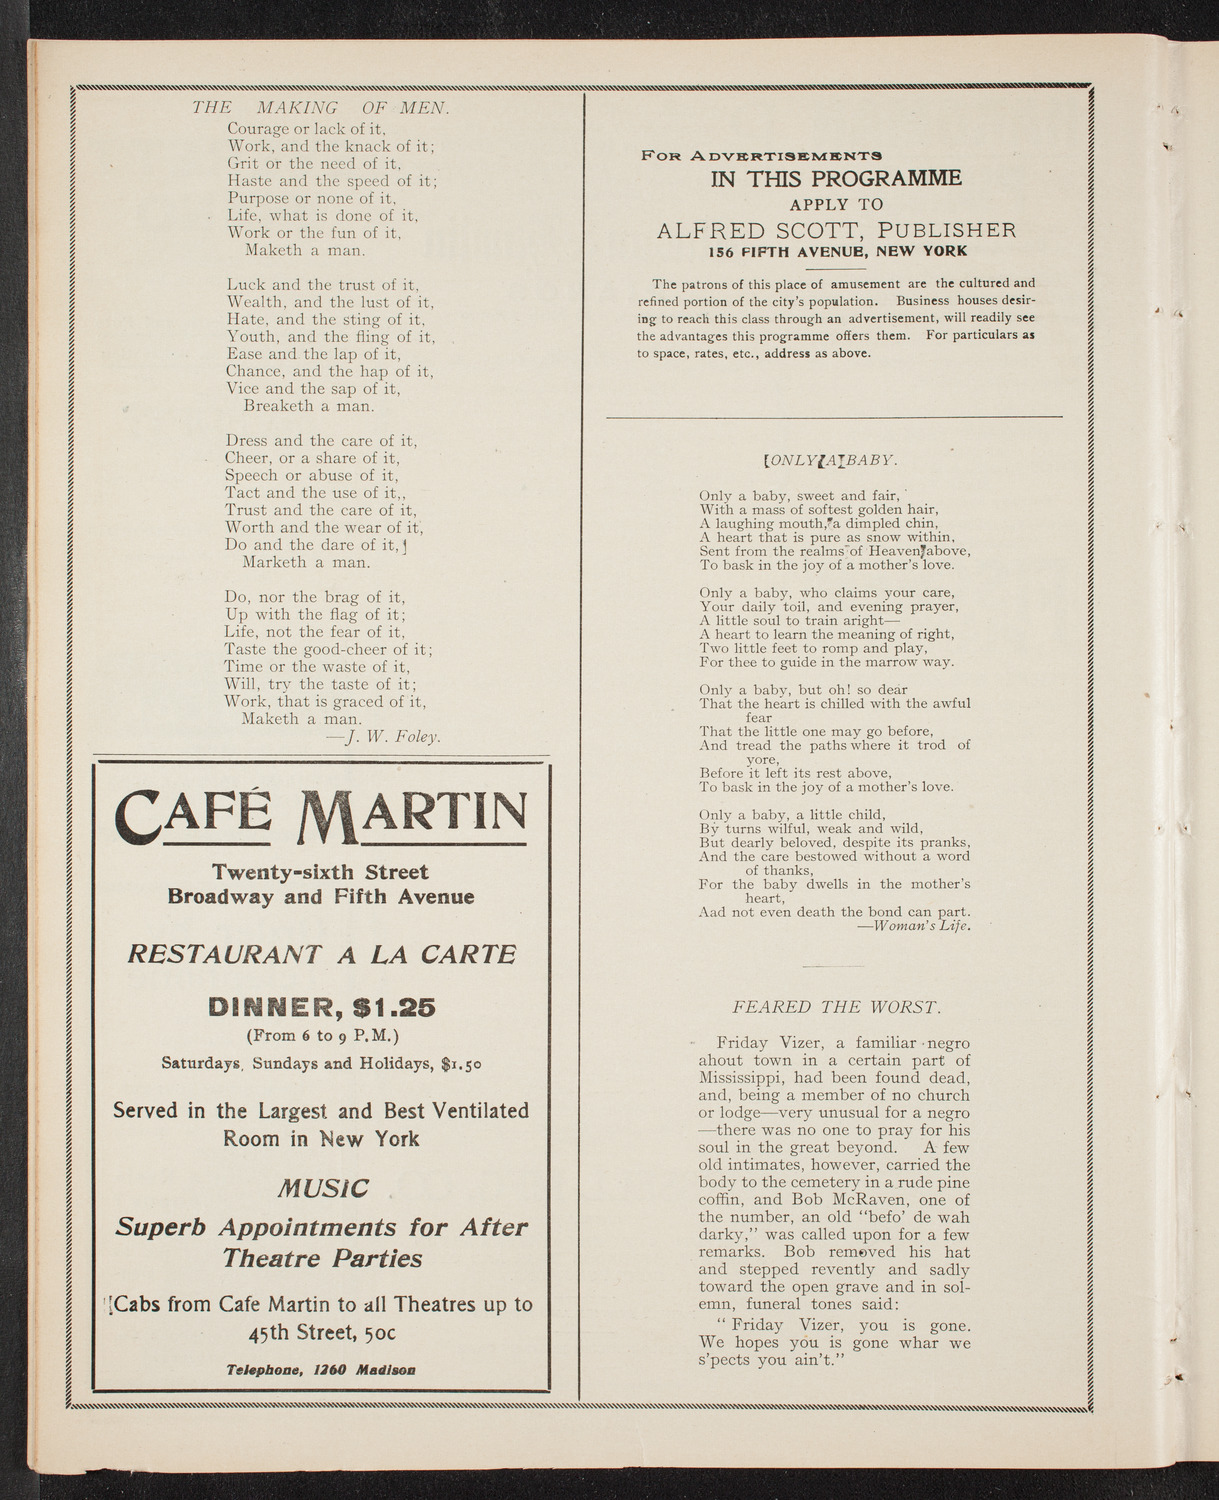 THE MAKING OF MEN.
Courage or lack of it,
Work, and the knack of it;
Grit or the need of it,
Haste and the speed of it;
Purpose or none of it,
Life, what is done of it,
Work or the fun of it,
Maketh a man.
Luck and the trust of it,
Wealth, and the lust of it,
Hate, and the sting of it,
Youth, and the fling of it,
Ease and the lap of it,
Chance, and the hap of it,
Vice and the sap of it,
Breaketh a man.
Dress and the care of it,
Cheer, or a share of it,
Speech or abuse of it,
Tact and the use of it,,
Trust and the care of it,
Worth and the wear of it,
Do and the dare of it,
Marketh a man.
Do, nor the brag of it,
Up with the flag of it;
Life, not the fear of it,
Taste the good-cheer of it;
Time or the waste of it,
Will, try the taste of it;
Work, that is graced of it,
Maketh a man.
—J. W. Foley.
CAFÉ MARTIN
Twenty-sixth Street
Broadway and Fifth Avenue
RESTAURANT A LA CARTE
DINNER, $1.25
(From 6 to 9 P.M.)
Saturdays, Sundays and Holidays, $1.50
Served in the Largest and Best Ventilated
Room in New York
MUSIC
Superb Appointments for After
Theatre Parties
Cabs from Cafe Martin to all Theatres up to
45th Street, 50c
Telephone, 1260 Madison
FOR ADVERTISEMENTS
IN THIS PROGRAMME
APPLY TO
ALFRED SCOTT, PUBLISHER
156 FIFTH AVENUE, NEW YORK
The patrons of this place of amusement are the cultured and
refined portion of the city's population. Business houses desir-
ing to reach this class through an advertisement, will readily see
the advantages this programme offers them. For particulars as
to space, rates, etc., address as above.
ONLY A BABY.
Only a baby, sweet and fair,
With a mass of softest golden hair,
A laughing mouth, a dimpled chin,
A heart that is pure as snow within,
Sent from the realms of Heaven above,
To bask in the joy of a mother's love.
Only a baby, who claims your care,
Your daily toil, and evening prayer,
A little soul to train aright—
A heart to learn the meaning of right,
Two little feet to romp and play,
For thee to guide in the marrow way.
Only a baby, but oh! so dear
That the heart is chilled with the awful
fear
That the little one may go before,
And tread the paths where it trod of
yore,
Before it left its rest above,
To bask in the joy of a mother's love.
Only a baby, a little child,
By turns wilful, weak and wild,
But dearly beloved, despite its pranks,
And the care bestowed without a word
of thanks,
For the baby dwells in the mother's
heart,
Aad not even death the bond can part.
—Woman's Life.
FEARED THE WORST.
Friday Vizer, a familiar negro
ahout town in a certain part of
Mississippi, had been found dead,
and, being a member of no church
or lodge—very unusual for a negro
—there was no one to pray for his
soul in the great beyond. A few
old intimates, however, carried the
body to the cemetery in a rude pine
coffin, and Bob McRaven, one of
the number, an old "befo' de wah
darky," was called upon for a few
remarks. Bob removed his hat
and stepped revently and sadly
toward the open grave and in sol-
emn, funeral tones said:
"Friday Vizer, you is gone.
We hopes you is gone whar we
s'pects you ain't."